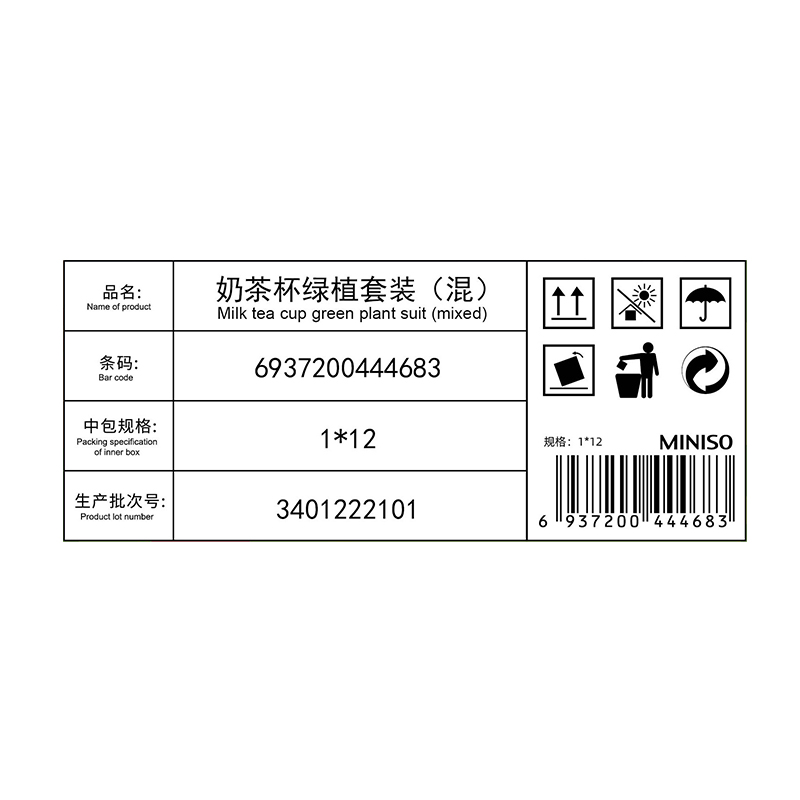 品名:
Name of product
奶茶杯绿植套装（混）
Milk tea cup green plant suit (mixed)
条码:
Bar code
6937200444683
中包规格:
Packing specification
of inner box
1*12
生产批次号:
Product lot number
3401222101
规格: 1*12
MINISO
6 937200 444683